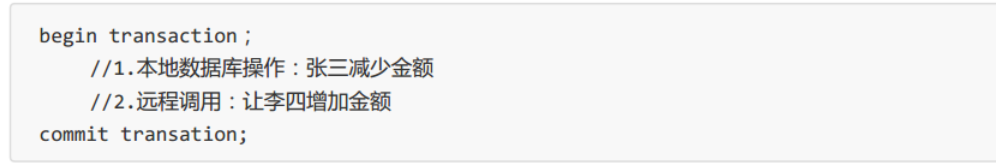 begin transaction；
//1.本地数据库操作：张三减少金额
//2.远程调用：让李四增加金额
commit transation;